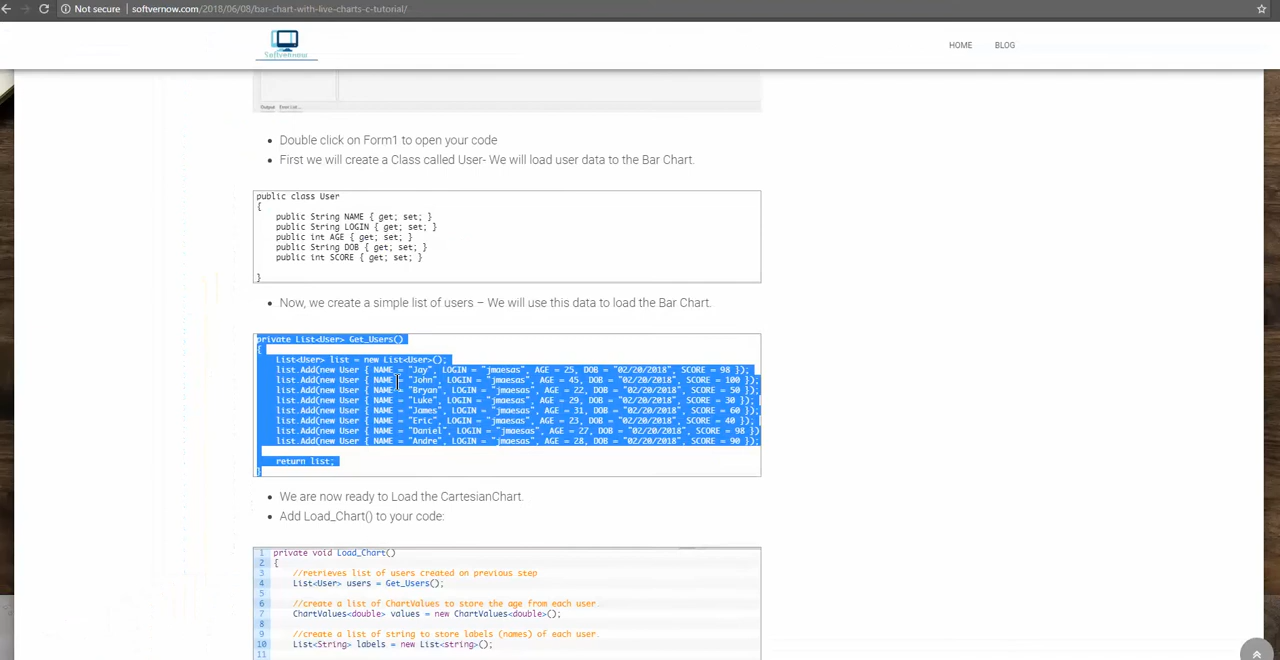 Not secure | softvernow.com/2018/06/08/bar-chart-with-live-charts-c-tutorial/
Softvernow
HOME
BLOG
Output Error List...
• Double click on Form1 to open your code
• First we will create a Class called User- We will load user data to the Bar Chart.
public class User
{
public String NAME { get; set; }
public String LOGIN { get; set; }
public int AGE { get; set; }
public String DOB { get; set; }
public int SCORE { get; set; }
}
• Now, we create a simple list of users – We will use this data to load the Bar Chart.
private List<User> Get_Users()
{
List<User> list = new List<User>();
list.Add(new User { NAME = "Jay", LOGIN = "jmaesas", AGE = 25, DOB = "02/20/2018", SCORE = 98 });
list.Add(new User { NAME = "John", LOGIN = "jmaesas", AGE = 45, DOB = "02/20/2018", SCORE = 100 });
list.Add(new User { NAME = "Bryan", LOGIN = "jmaesas", AGE = 22, DOB = "02/20/2018", SCORE = 50 });
list.Add(new User { NAME = "Luke", LOGIN = "jmaesas", AGE = 29, DOB = "02/20/2018", SCORE = 30 });
list.Add(new User { NAME = "James", LOGIN = "jmaesas", AGE = 31, DOB = "02/20/2018", SCORE = 60 });
list.Add(new User { NAME = "Eric", LOGIN = "jmaesas", AGE = 23, DOB = "02/20/2018", SCORE = 40 });
list.Add(new User { NAME = "Daniel", LOGIN = "jmaesas", AGE = 27, DOB = "02/20/2018", SCORE = 98 })
list.Add(new User { NAME = "Andre", LOGIN = "jmaesas", AGE = 28, DOB = "02/20/2018", SCORE = 90 });
return list;
}
• We are now ready to Load the CartesianChart.
• Add Load_Chart() to your code:
1 private void Load_Chart()
2 {
3 //retrieves list of users created on previous step
4 List<User> users = Get_Users();
5
6 //create a list of ChartValues to store the age from each user.
7 ChartValues<double> values = new ChartValues<double>();
8
9 //create a list of string to store labels (names) of each user.
10 List<String> labels = new List<string>();
11